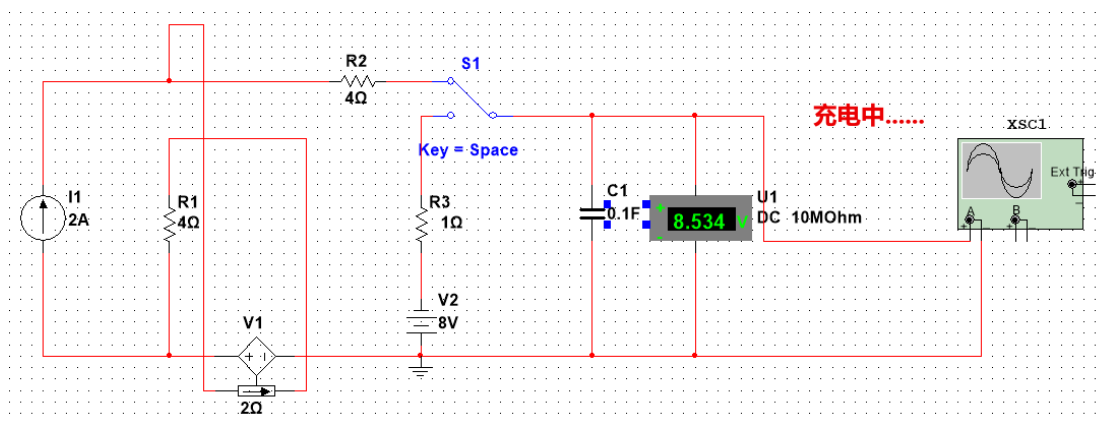 R2
4Ω
S1
充电中......
XSC1
Key = Space
Ext Trig
I1
2A
R1
4Ω
R3
1Ω
C1
0.1F
+
8.534 V
-
U1
DC 10MOhm
A
B
+
-
+
-
+
-
V1
+ -
2Ω
V2
8V